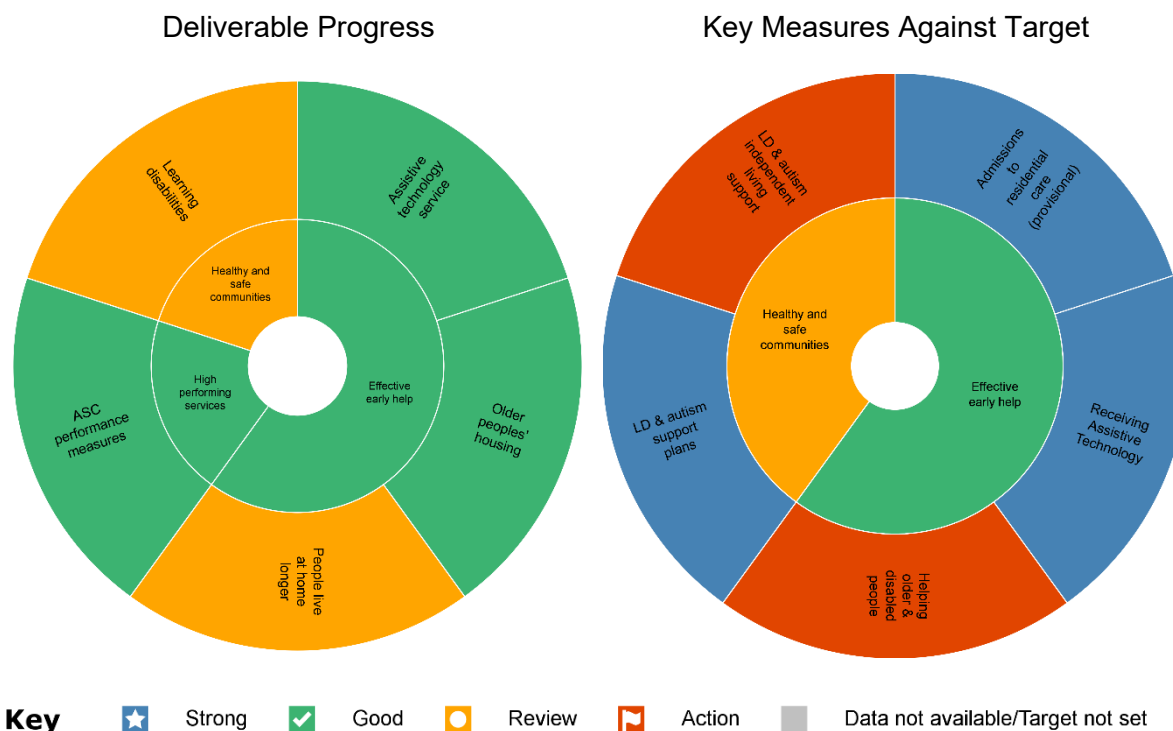 Deliverable Progress
Key Measures Against Target
Learning
disabilities
Assistive
technology
service
Healthy and
safe
communities
High
performing
services
Effective
early help
ASC
performance
measures
Older
peoples'
housing
People live
at home
longer
LD & autism
independent
living
support
Admissions
to
residential
care
(provisional)
Healthy and
safe
communities
Effective
early help
LD & autism
support
plans
Receiving
Assistive
Technology
Helping
older &
disabled
people
Key Strong Good Review Action Data not available/Target not set